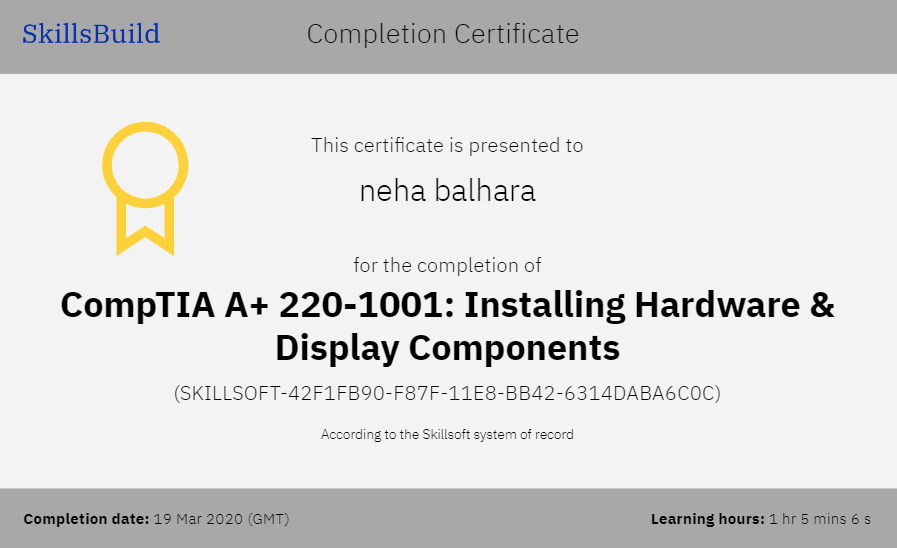 SkillsBuild
Completion Certificate
This certificate is presented to
neha balhara
for the completion of
CompTIA A+ 220-1001: Installing Hardware &
Display Components
(SKILLSOFT-42F1FB90-F87F-11E8-BB42-6314DABA6C0C)
According to the Skillsoft system of record
Completion date: 19 Mar 2020 (GMT)
Learning hours: 1 hr 5 mins 6 s